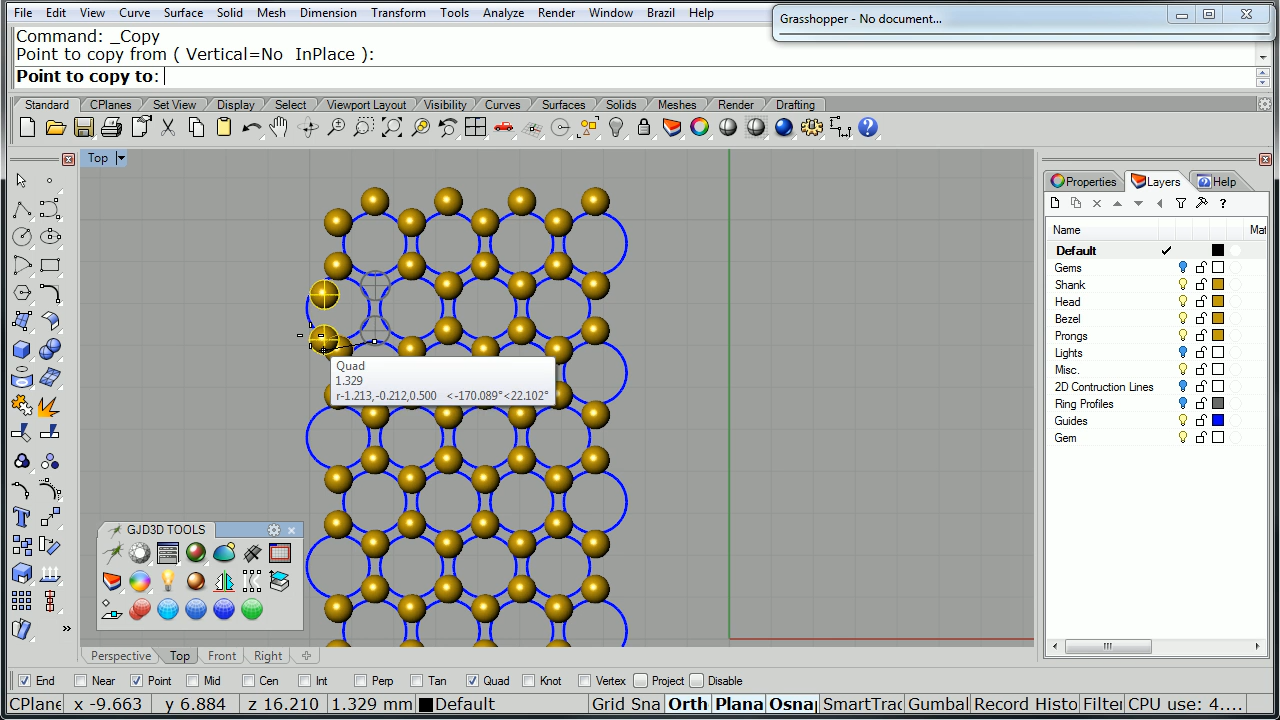 File Edit View Curve Surface Solid Mesh Dimension Transform Tools Analyze Render Window Brazil Help
Grasshopper - No document...
Command: _Copy
Point to copy from ( Vertical=No InPlace ):
Point to copy to:
Standard CPlanes Set View Display Select Viewport Layout Visibility Curves Surfaces Solids Meshes Render Drafting
Top
Properties Layers Help
Name Mat
Default
Gems
Shank
Head
Bezel
Prongs
Lights
Misc.
2D Contruction Lines
Ring Profiles
Guides
Gem
Quad
1.329
r-1.213,-0.212,0.500 <-170.089°<22.102°
GJD3D TOOLS
Perspective Top Front Right
End Near Point Mid Cen Int Perp Tan Quad Knot Vertex Project Disable
CPlane x -9.663 y 6.884 z 16.210 1.329 mm Default Grid Sna Orth Plana Osna SmartTrac Gumbal Record Histo Filter CPU use: 4....